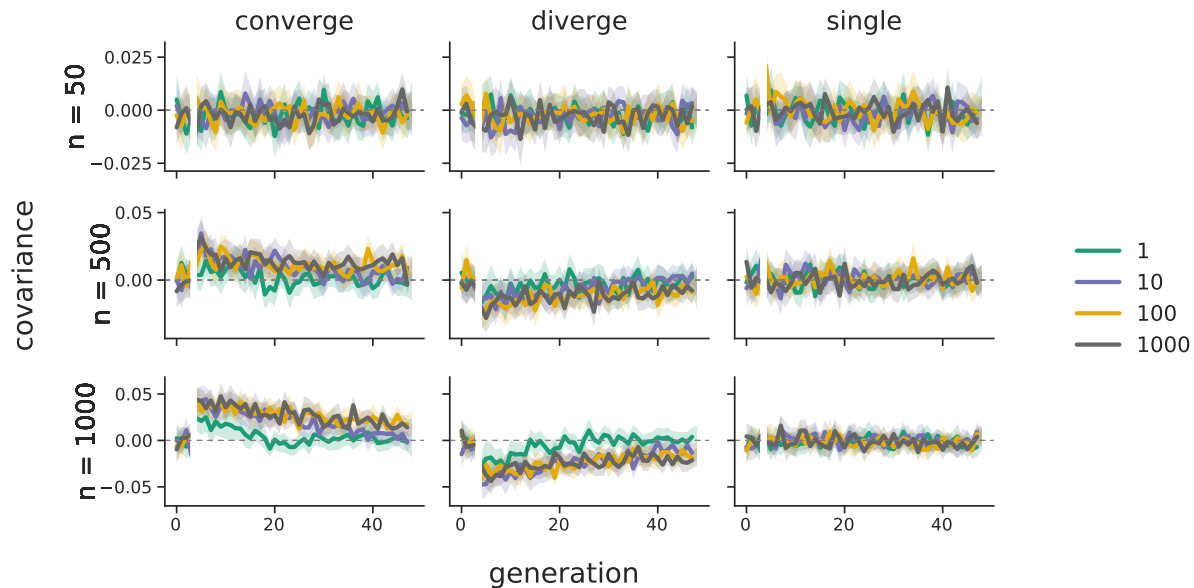 converge diverge single
n = 50
0.025
0.000
−0.025
covariance
n = 500
0.05
0.00
n = 1000
0.05
0.00
−0.05
0 20 40 0 20 40 0 20 40
generation
1
10
100
1000